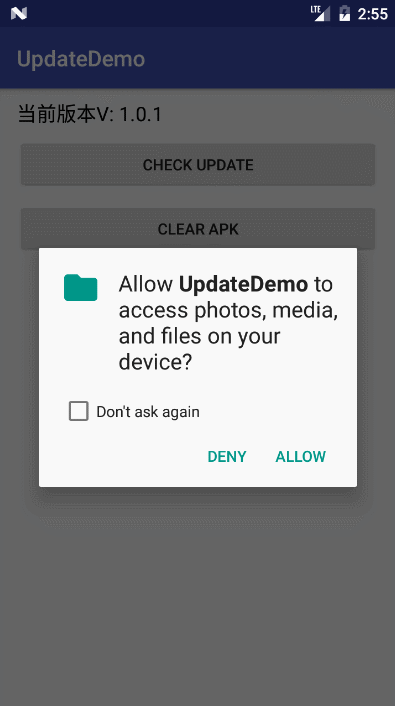 LTE 2:55
UpdateDemo
当前版本V: 1.0.1
CHECK UPDATE
CLEAR APK
Allow UpdateDemo to
access photos, media,
and files on your
device?
Don't ask again
DENY ALLOW